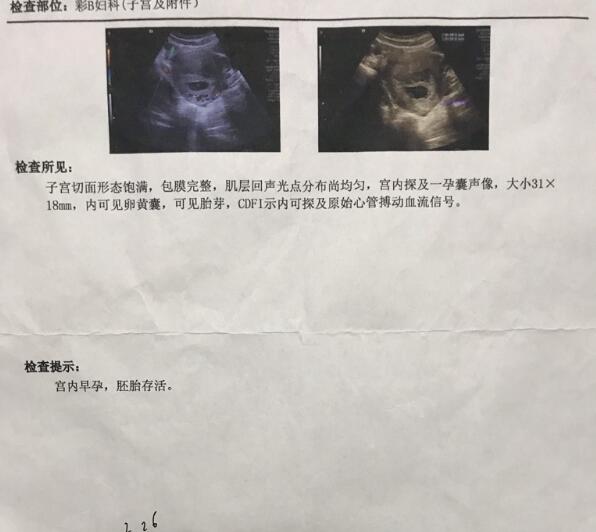 检查部位：彩B妇科(子宫及附件)
检查所见：
子宫切面形态饱满，包膜完整，肌层回声光点分布尚均匀，宫内探及一孕囊声像，大小31×
18mm，内可见卵黄囊，可见胎芽，CDFI示内可探及原始心管搏动血流信号。
检查提示：
宫内早孕，胚胎存活。
2 26